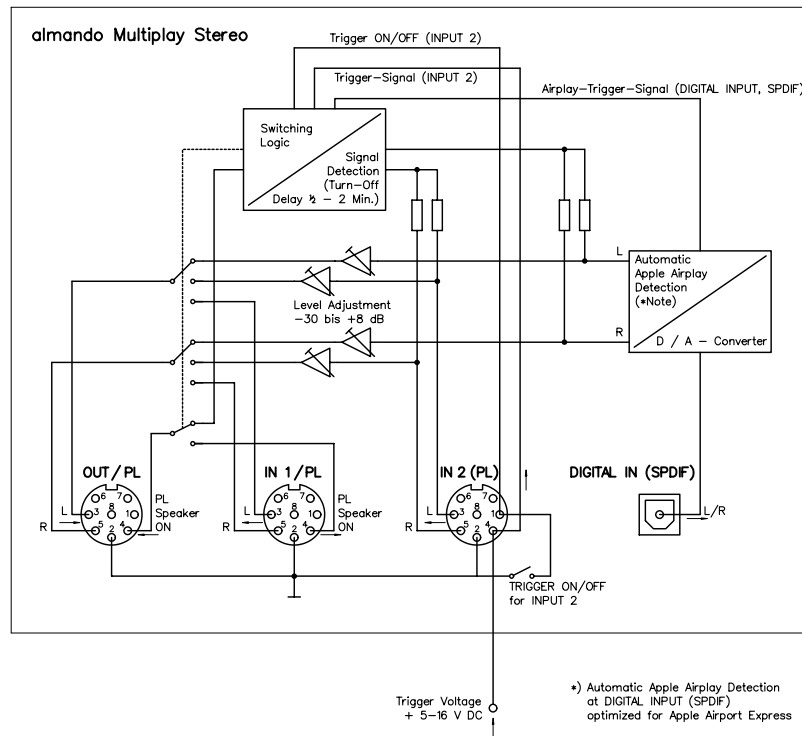 almando Multiplay Stereo
Trigger ON/OFF (INPUT 2)
Trigger-Signal (INPUT 2)
Airplay-Trigger-Signal (DIGITAL INPUT, SPDIF)
Switching
Logic
Signal
Detection
(Turn-Off
Delay ½ - 2 Min.)
L
Automatic
Apple Airplay
Detection
(*Note)
Level Adjustment
-30 bis +8 dB
R
D / A - Converter
OUT/PL
IN 1/PL
IN 2 (PL)
DIGITAL IN (SPDIF)
6 7
8
3 1
5 4
2
L
R
PL
Speaker
ON
6 7
8
3 1
5 4
2
L
R
PL
Speaker
ON
6 7
8
3 1
5 4
2
L
R
L/R
TRIGGER ON/OFF
for INPUT 2
Trigger Voltage
+ 5-16 V DC
*) Automatic Apple Airplay Detection
at DIGITAL INPUT (SPDIF)
optimized for Apple Airport Express